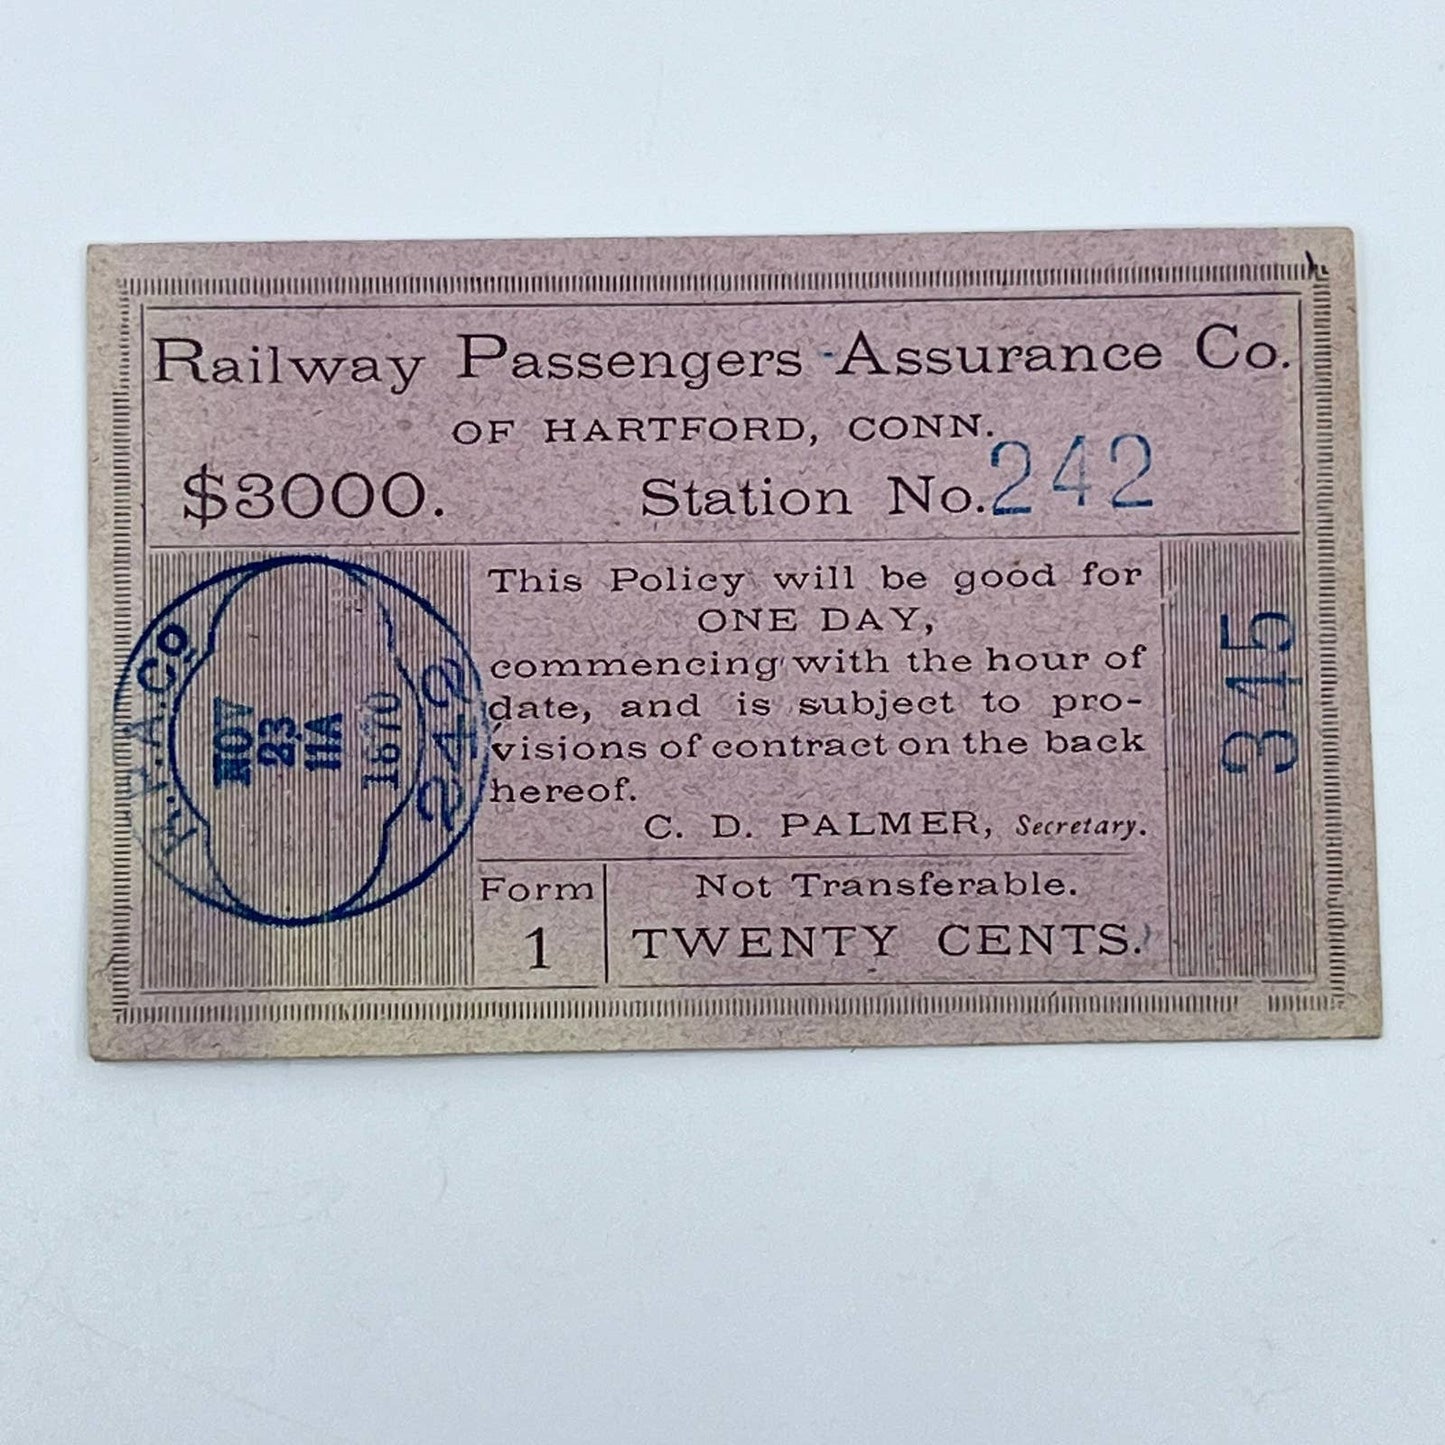 Railway Passengers Assurance Co.
OF HARTFORD, CONN.
$3000. Station No. 242
R.P.A.CO
NOV
23
11A
1870
242
This Policy will be good for
ONE DAY,
commencing with the hour of
date, and is subject to pro-
visions of contract on the back
hereof.
C. D. PALMER, Secretary.
Form
1
Not Transferable.
TWENTY CENTS.
345